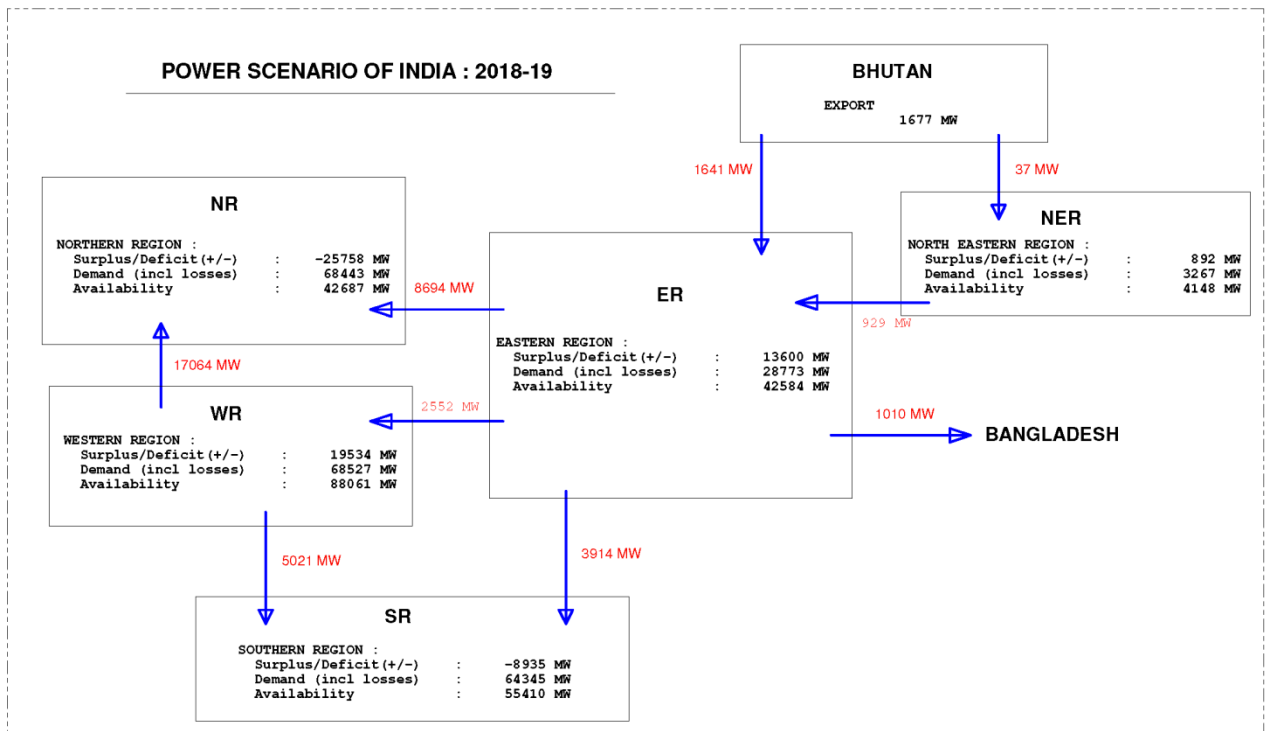 POWER SCENARIO OF INDIA : 2018-19
BHUTAN
EXPORT
1677 MW
1641 MW
37 MW
NR
NORTHERN REGION :
Surplus/Deficit(+/-) : -25758 MW
Demand (incl losses) : 68443 MW
Availability : 42687 MW
NER
NORTH EASTERN REGION :
Surplus/Deficit(+/-) : 892 MW
Demand (incl losses) : 3267 MW
Availability : 4148 MW
8694 MW
ER
EASTERN REGION :
Surplus/Deficit(+/-) : 13600 MW
Demand (incl losses) : 28773 MW
Availability : 42584 MW
929 MW
17064 MW
WR
WESTERN REGION :
Surplus/Deficit(+/-) : 19534 MW
Demand (incl losses) : 68527 MW
Availability : 88061 MW
2552 MW
1010 MW
BANGLADESH
5021 MW
3914 MW
SR
SOUTHERN REGION :
Surplus/Deficit(+/-) : -8935 MW
Demand (incl losses) : 64345 MW
Availability : 55410 MW